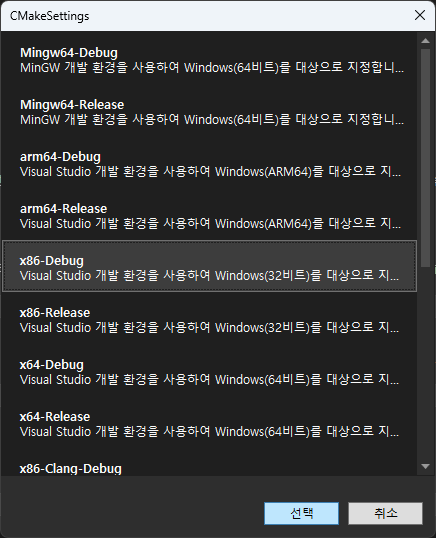 CMakeSettings
Mingw64-Debug
MinGW 개발 환경을 사용하여 Windows(64비트)를 대상으로 지정합니...
Mingw64-Release
MinGW 개발 환경을 사용하여 Windows(64비트)를 대상으로 지정합니...
arm64-Debug
Visual Studio 개발 환경을 사용하여 Windows(ARM64)를 대상으로 지...
arm64-Release
Visual Studio 개발 환경을 사용하여 Windows(ARM64)를 대상으로 지...
x86-Debug
Visual Studio 개발 환경을 사용하여 Windows(32비트)를 대상으로 지...
x86-Release
Visual Studio 개발 환경을 사용하여 Windows(32비트)를 대상으로 지...
x64-Debug
Visual Studio 개발 환경을 사용하여 Windows(64비트)를 대상으로 지...
x64-Release
Visual Studio 개발 환경을 사용하여 Windows(64비트)를 대상으로 지...
x86-Clang-Debug
선택 취소